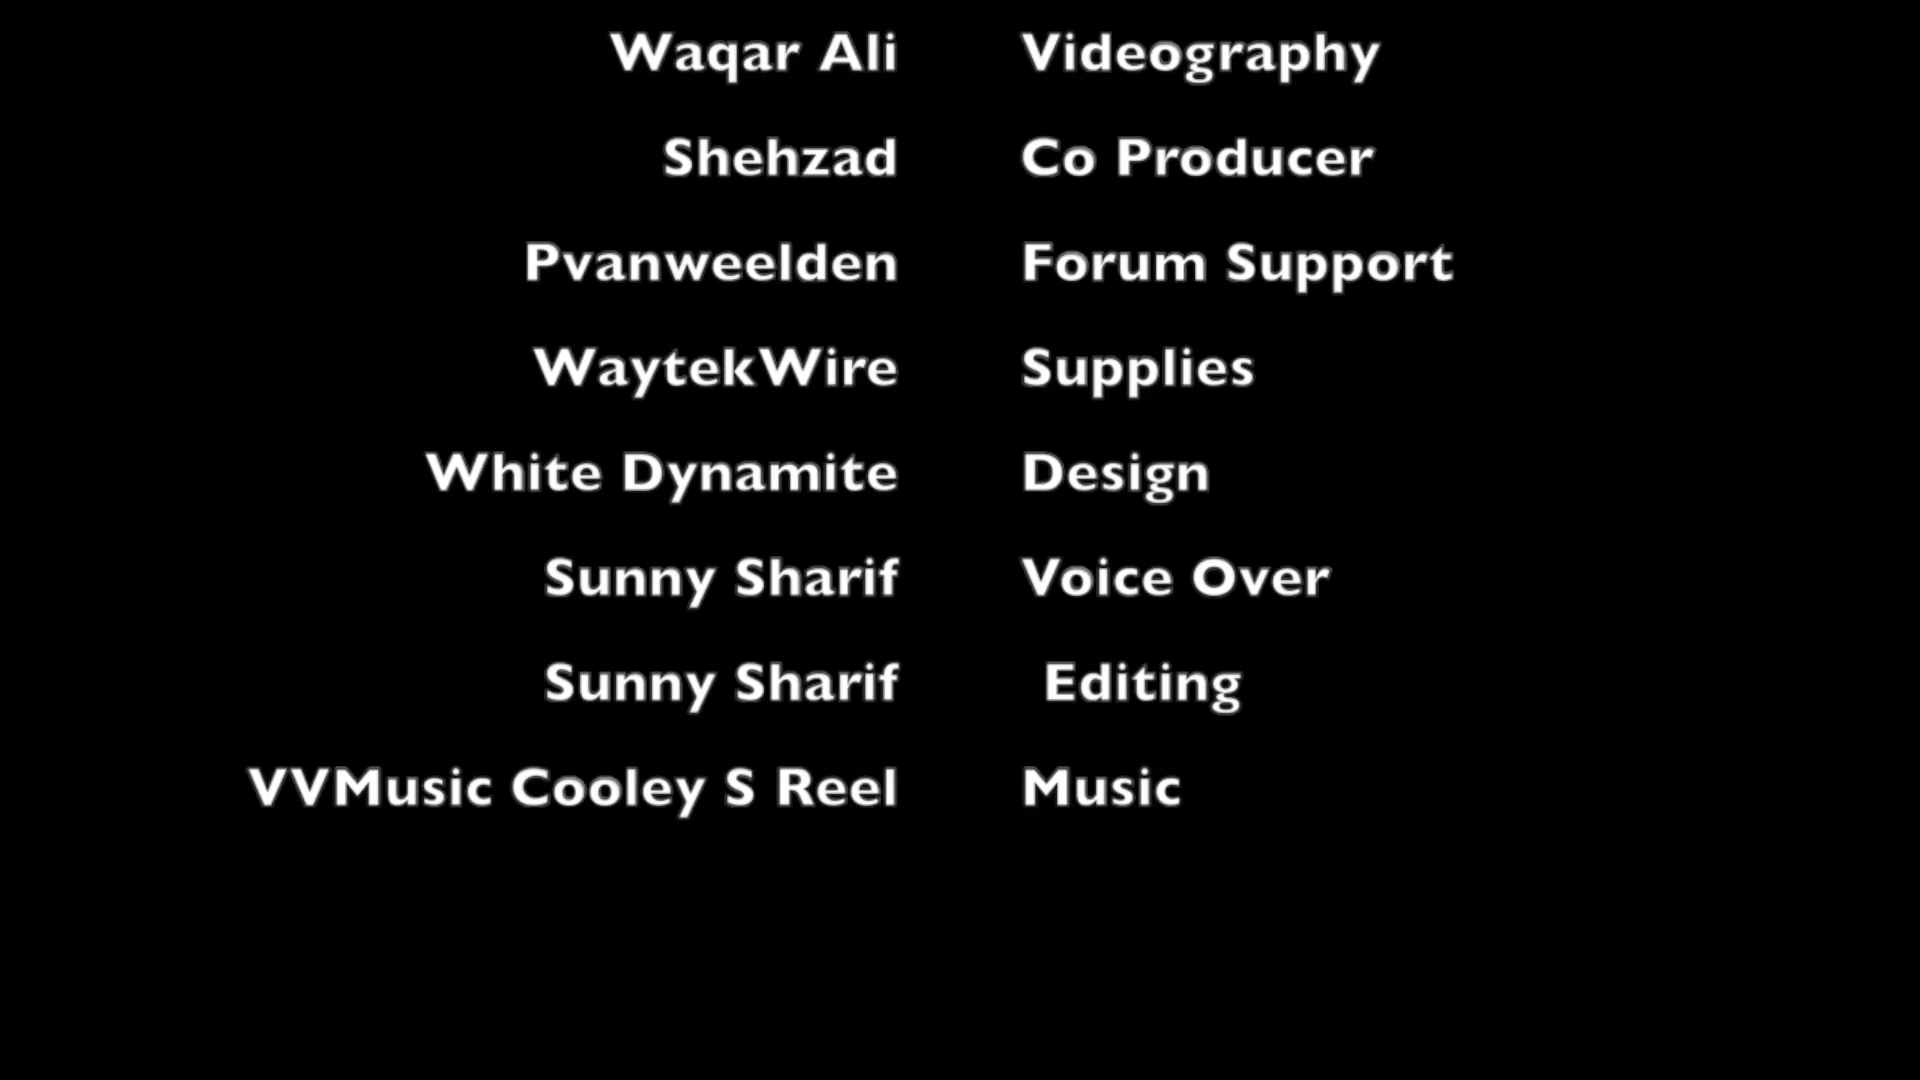 Waqar Ali Videography
Shehzad Co Producer
Pvanweelden Forum Support
WaytekWire Supplies
White Dynamite Design
Sunny Sharif Voice Over
Sunny Sharif Editing
VVMusic Cooley S Reel Music